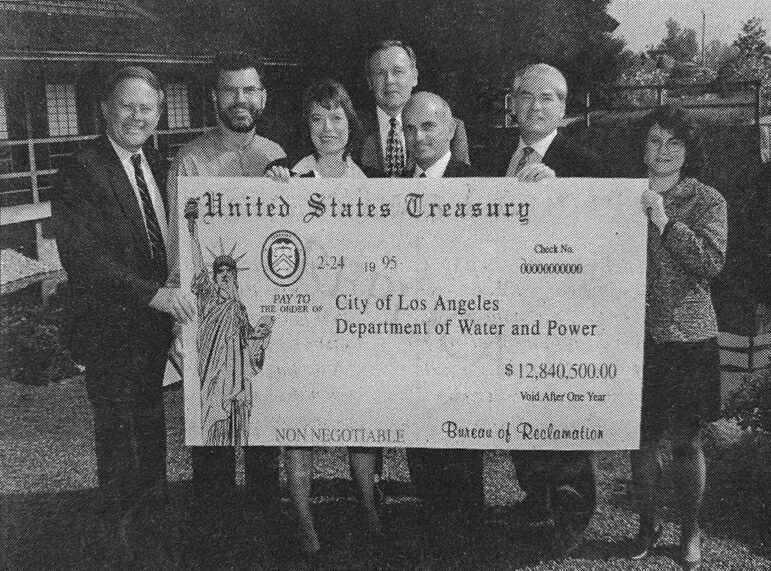 United States Treasury
2-24 19 95
Check No.
00000000000
PAY TO
THE ORDER OF
City of Los Angeles
Department of Water and Power
$ 12,840,500.00
Void After One Year
NON NEGOTIABLE
Bureau of Reclamation